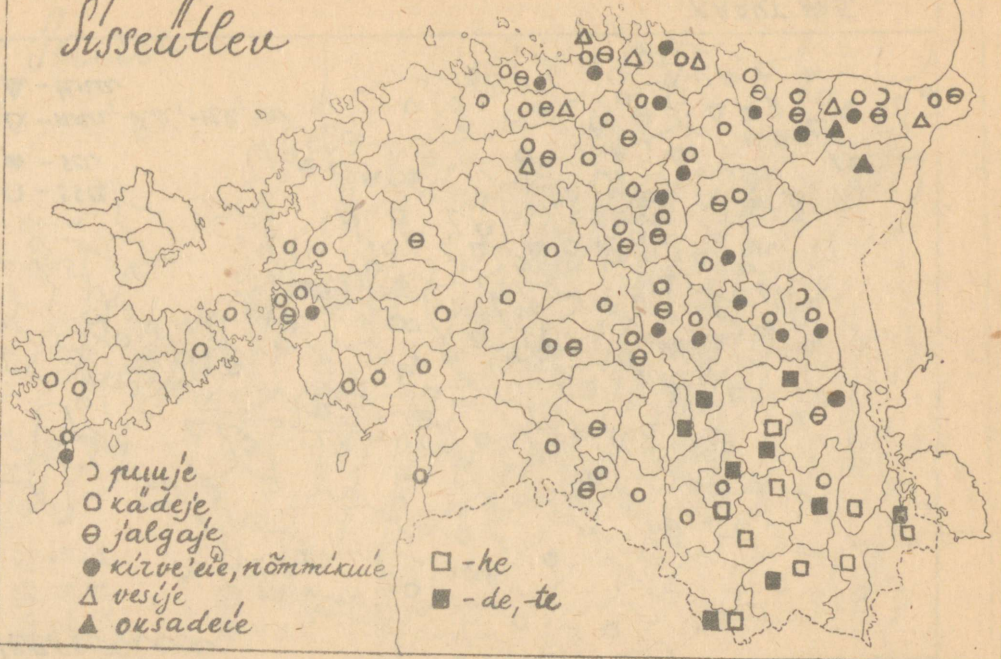 Sisseütlev
puuje
kädeje
jalgaje
kirve'eie, nõmmikuie
vesije
oksadeie
-he
-de, -te